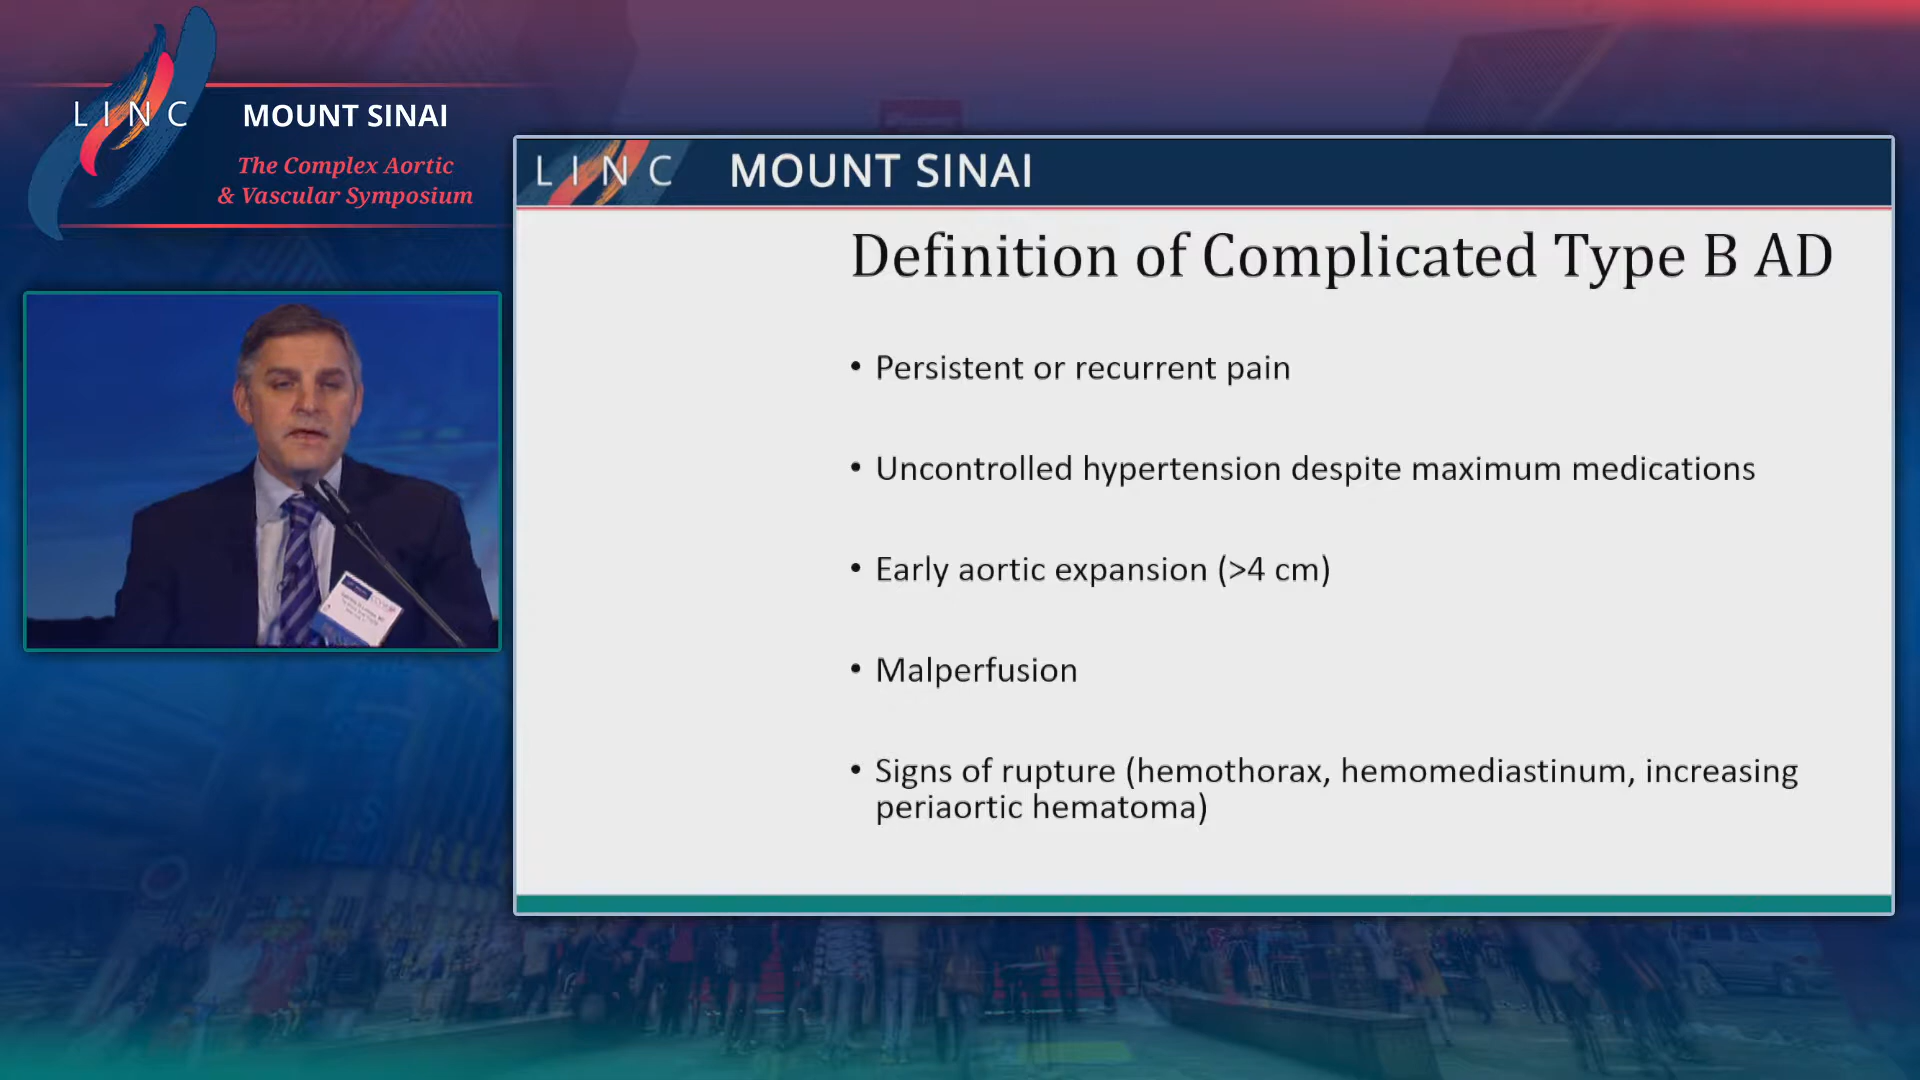 LINC
MOUNT SINAI
The Complex Aortic
& Vascular Symposium
LINC
MOUNT SINAI
Definition of Complicated Type B AD
• Persistent or recurrent pain
• Uncontrolled hypertension despite maximum medications
• Early aortic expansion (>4 cm)
• Malperfusion
• Signs of rupture (hemothorax, hemomediastinum, increasing
periaortic hematoma)